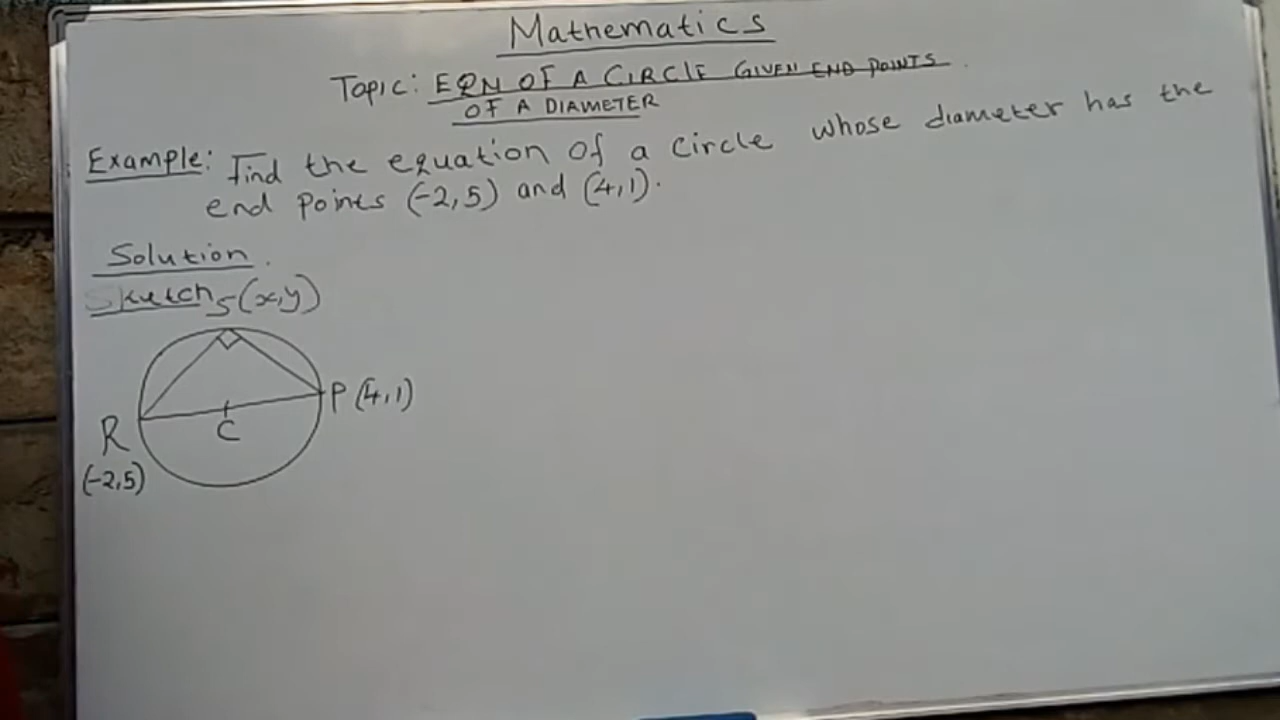 Mathematics
Topic: EQN OF A CIRCLE GIVEN END POINTS
OF A DIAMETER
Example: Find the equation of a circle whose diameter has the
end points (-2,5) and (4,1).
Solution.
Sketch S(x,y)
P(4,1)
C
R
(-2,5)